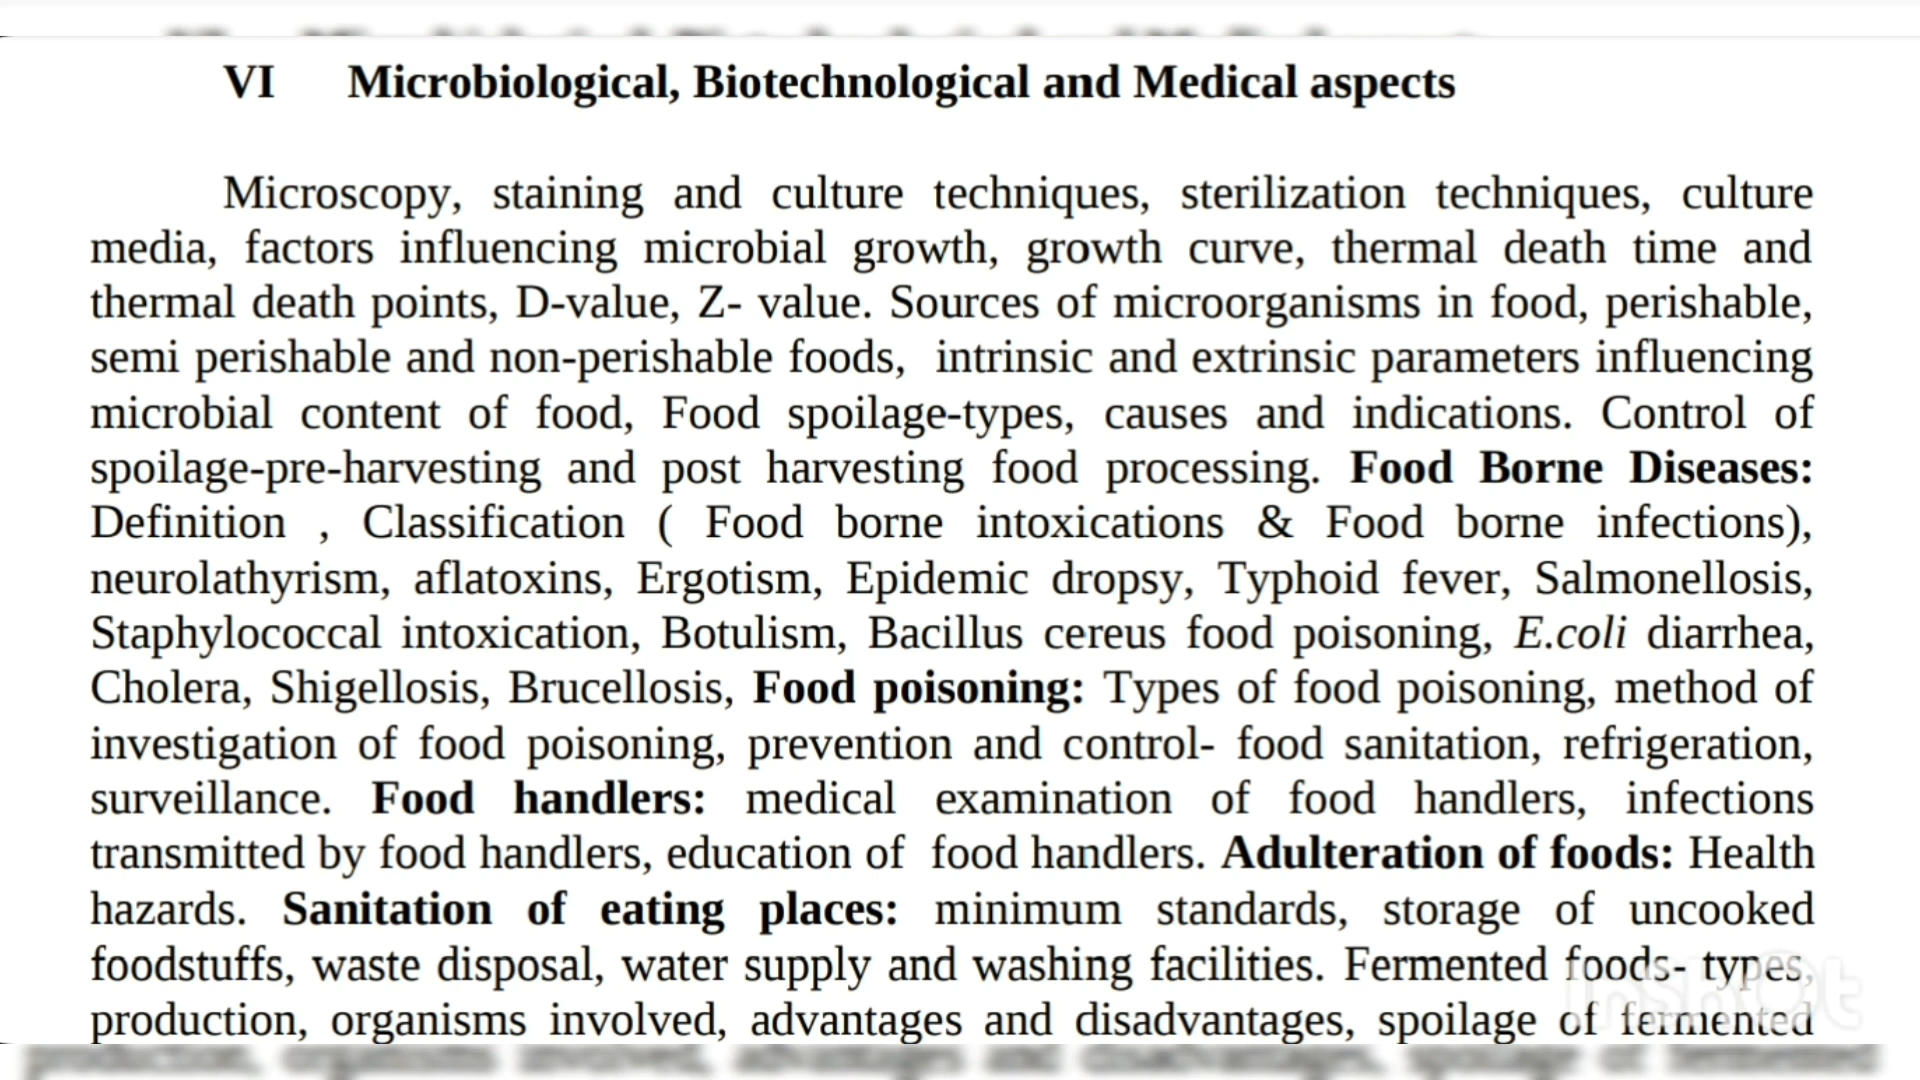 VI Microbiological, Biotechnological and Medical aspects
Microscopy, staining and culture techniques, sterilization techniques, culture
media, factors influencing microbial growth, growth curve, thermal death time and
thermal death points, D-value, Z- value. Sources of microorganisms in food, perishable,
semi perishable and non-perishable foods, intrinsic and extrinsic parameters influencing
microbial content of food, Food spoilage-types, causes and indications. Control of
spoilage-pre-harvesting and post harvesting food processing. Food Borne Diseases:
Definition , Classification ( Food borne intoxications & Food borne infections),
neurolathyrism, aflatoxins, Ergotism, Epidemic dropsy, Typhoid fever, Salmonellosis,
Staphylococcal intoxication, Botulism, Bacillus cereus food poisoning, E.coli diarrhea,
Cholera, Shigellosis, Brucellosis, Food poisoning: Types of food poisoning, method of
investigation of food poisoning, prevention and control- food sanitation, refrigeration,
surveillance. Food handlers: medical examination of food handlers, infections
transmitted by food handlers, education of food handlers. Adulteration of foods: Health
hazards. Sanitation of eating places: minimum standards, storage of uncooked
foodstuffs, waste disposal, water supply and washing facilities. Fermented foods- types,
production, organisms involved, advantages and disadvantages, spoilage of fermented
InShOt